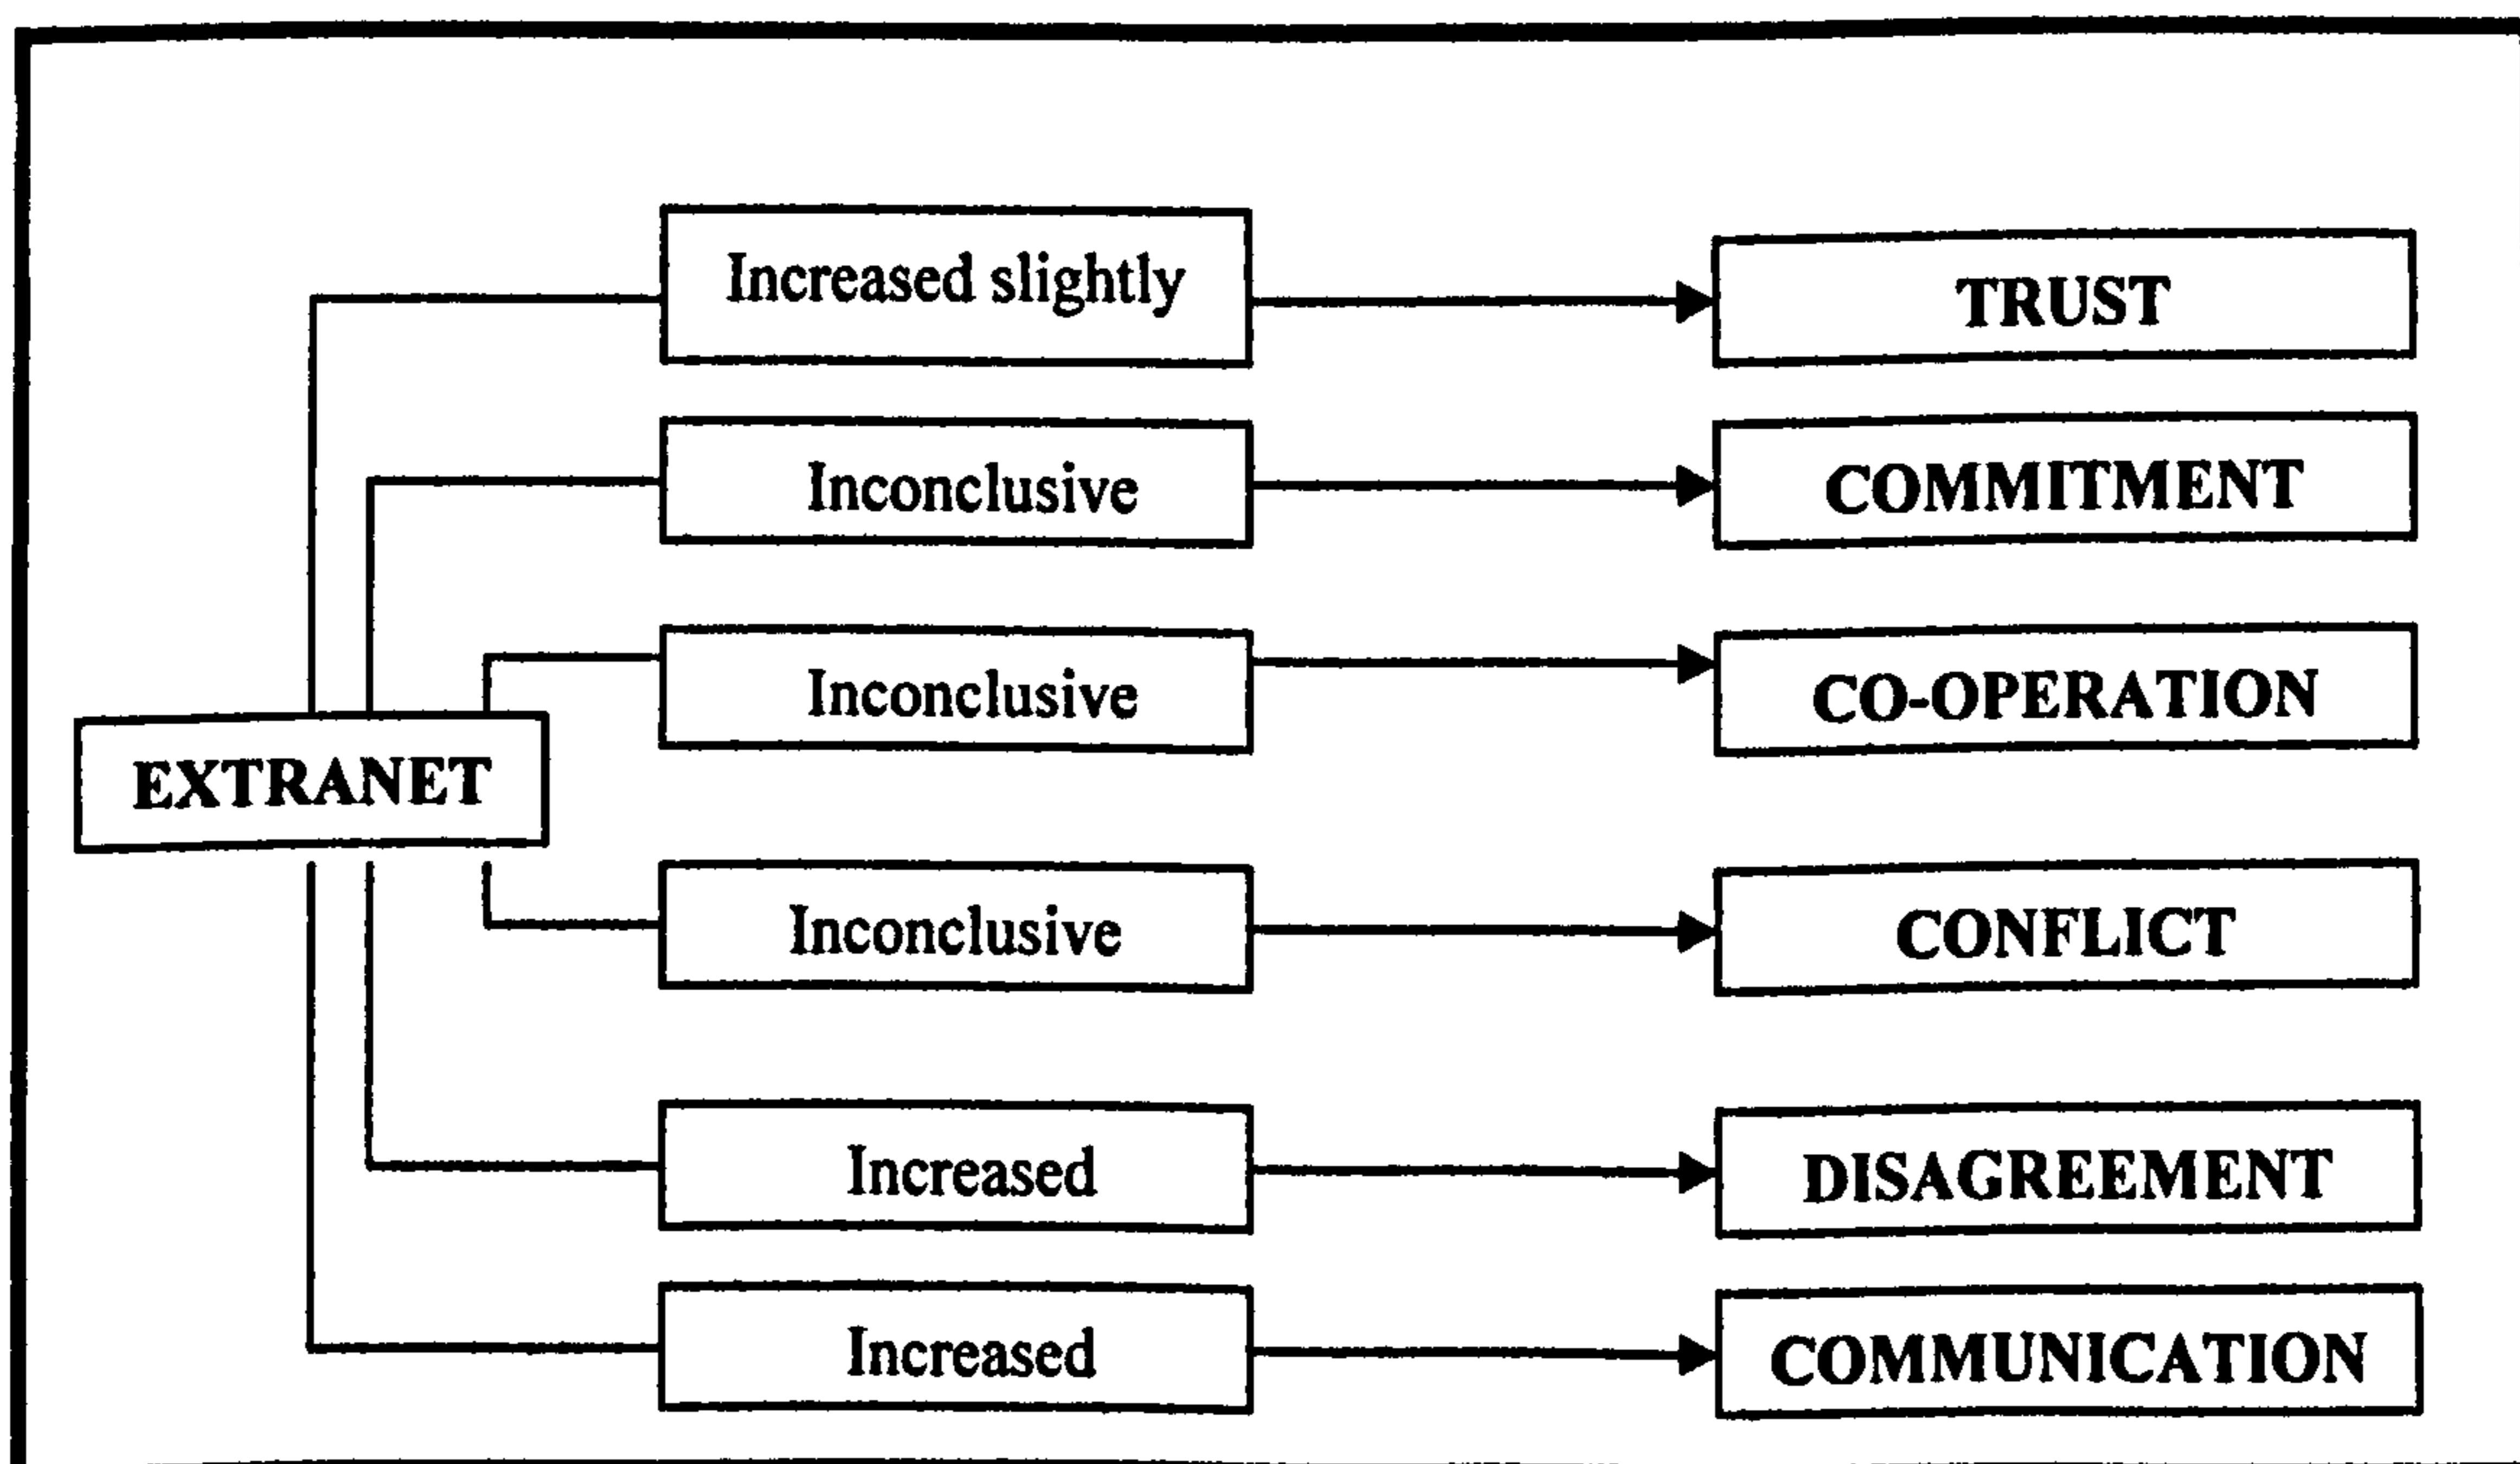 Increased slightly
TRUST
Inconclusive
COMMITMENT
Inconclusive
CO-OPERATION
EXTRANET
Inconclusive
CONFLICT
Increased
DISAGREEMENT
Increased
COMMUNICATION